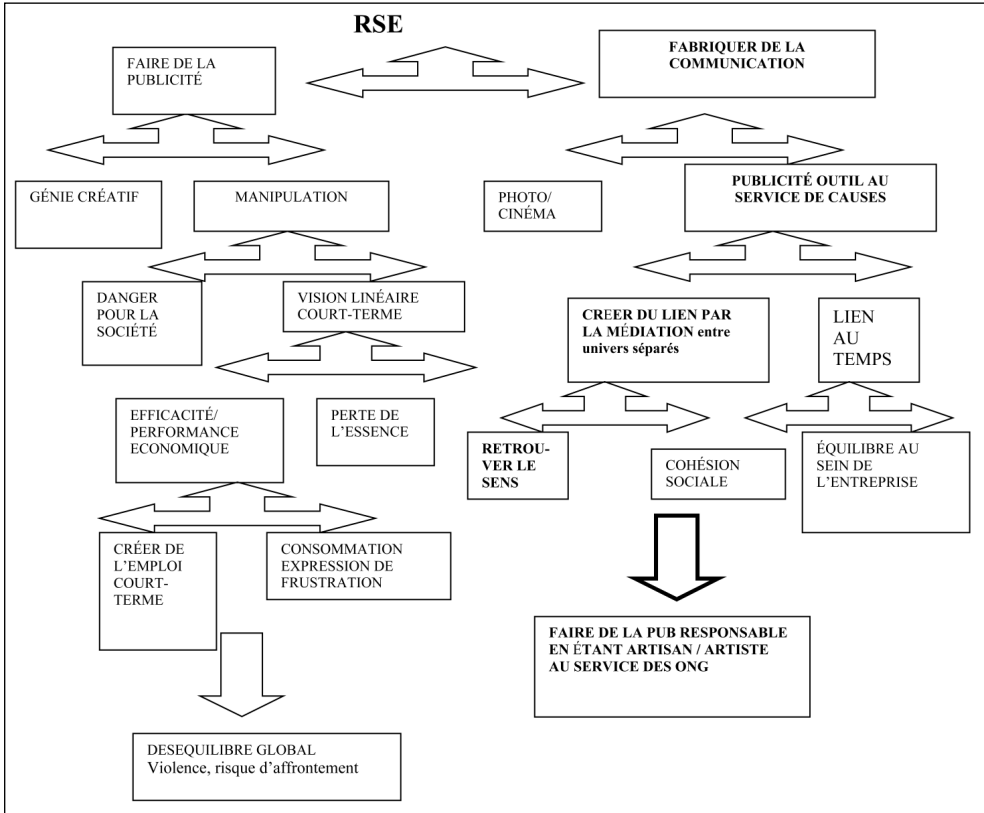 RSE
FAIRE DE LA
PUBLICITÉ
FABRIQUER DE LA
COMMUNICATION
GÉNIE CRÉATIF
MANIPULATION
PHOTO/
CINÉMA
PUBLICITÉ OUTIL AU
SERVICE DE CAUSES
DANGER
POUR LA
SOCIÉTÉ
VISION LINÉAIRE
COURT-TERME
CREER DU LIEN PAR
LA MÉDIATION entre
univers séparés
LIEN
AU
TEMPS
EFFICACITÉ/
PERFORMANCE
ECONOMIQUE
PERTE DE
L’ESSENCE
RETROU-
VER LE
SENS
COHÉSION
SOCIALE
ÉQUILIBRE AU
SEIN DE
L’ENTREPRISE
CRÉER DE
L’EMPLOI
COURT-
TERME
CONSOMMATION
EXPRESSION DE
FRUSTRATION
FAIRE DE LA PUB RESPONSABLE
EN ÉTANT ARTISAN / ARTISTE
AU SERVICE DES ONG
DESEQUILIBRE GLOBAL
Violence, risque d’affrontement